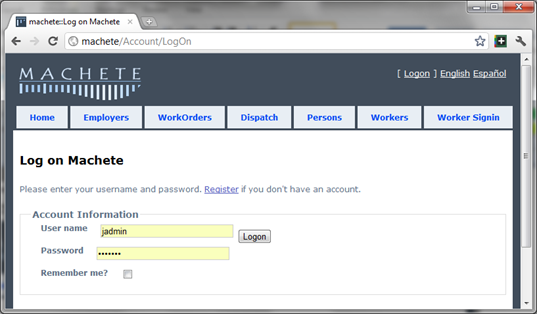 machete::Log on Machete
machete/Account/LogOn
MACHETE
[ Logon ] English Español
Home Employers WorkOrders Dispatch Persons Workers Worker Signin
Log on Machete
Please enter your username and password. Register if you don't have an account.
Account Information
User name jadmin
Logon
Password •••••••
Remember me?